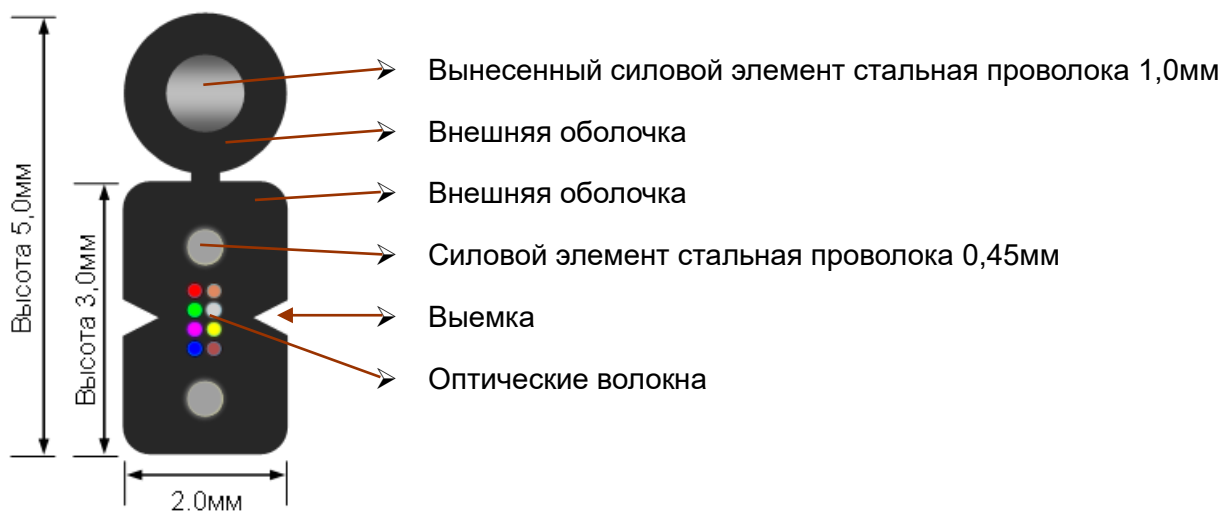 Вынесенный силовой элемент стальная проволока 1,0мм
Внешняя оболочка
Внешняя оболочка
Силовой элемент стальная проволока 0,45мм
Выемка
Оптические волокна
Высота 5,0мм
Высота 3,0мм
2.0мм